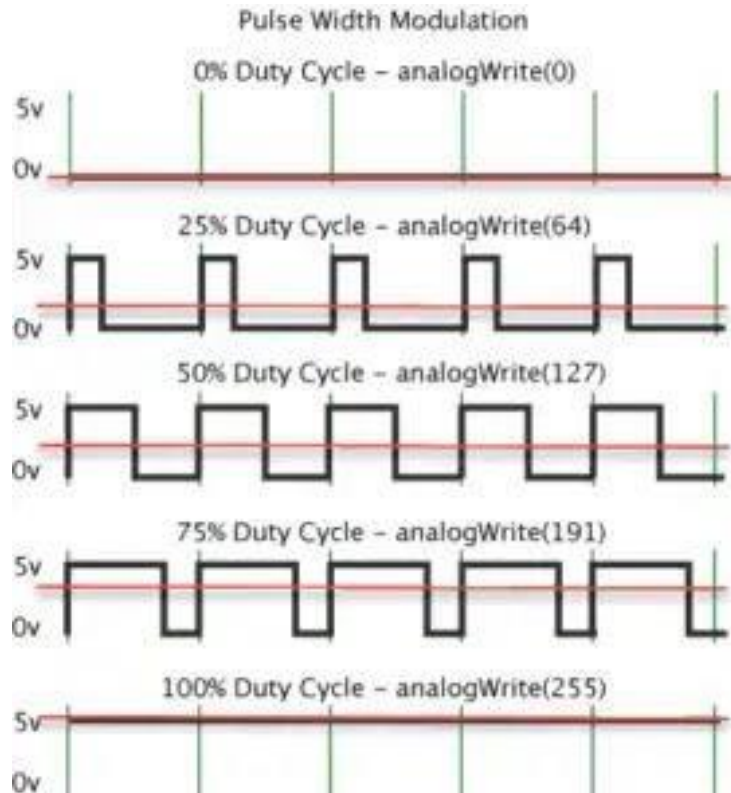 Pulse Width Modulation
0% Duty Cycle – analogWrite(0)
5v
0v
25% Duty Cycle – analogWrite(64)
5v
0v
50% Duty Cycle – analogWrite(127)
5v
0v
75% Duty Cycle – analogWrite(191)
5v
0v
100% Duty Cycle – analogWrite(255)
5v
0v